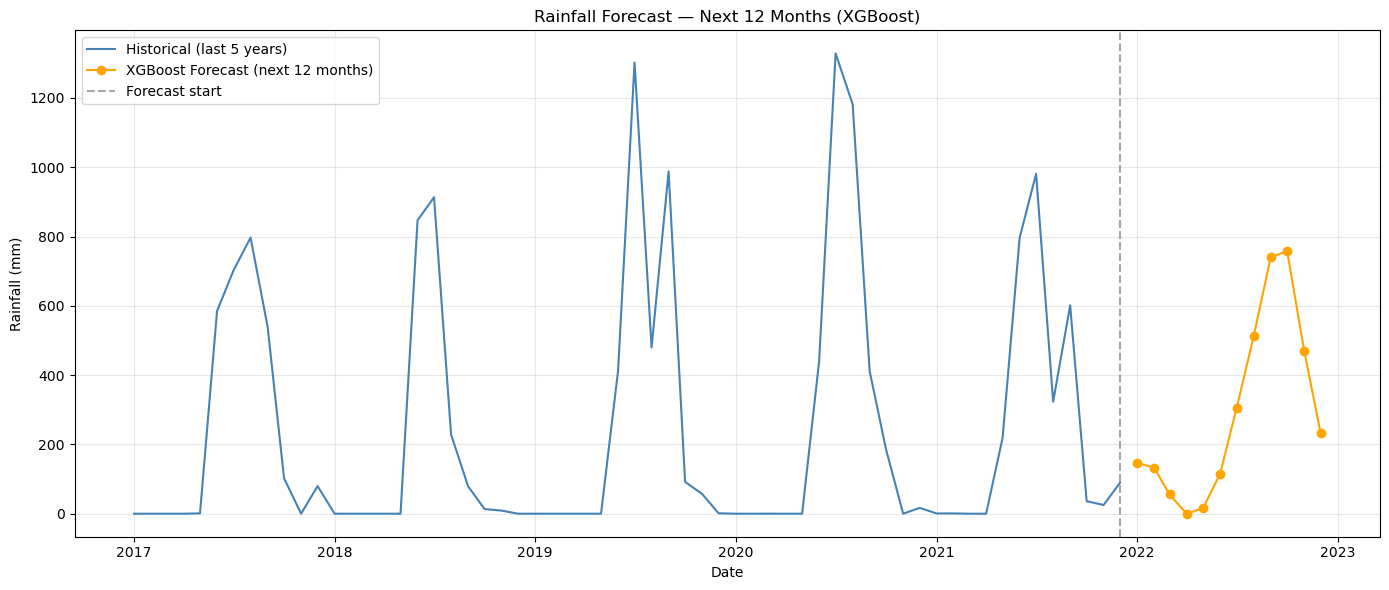 Rainfall Forecast — Next 12 Months (XGBoost)
Historical (last 5 years)
XGBoost Forecast (next 12 months)
Forecast start
Rainfall (mm)
1200
1000
800
600
400
200
0
2017
2018
2019
2020
2021
2022
2023
Date